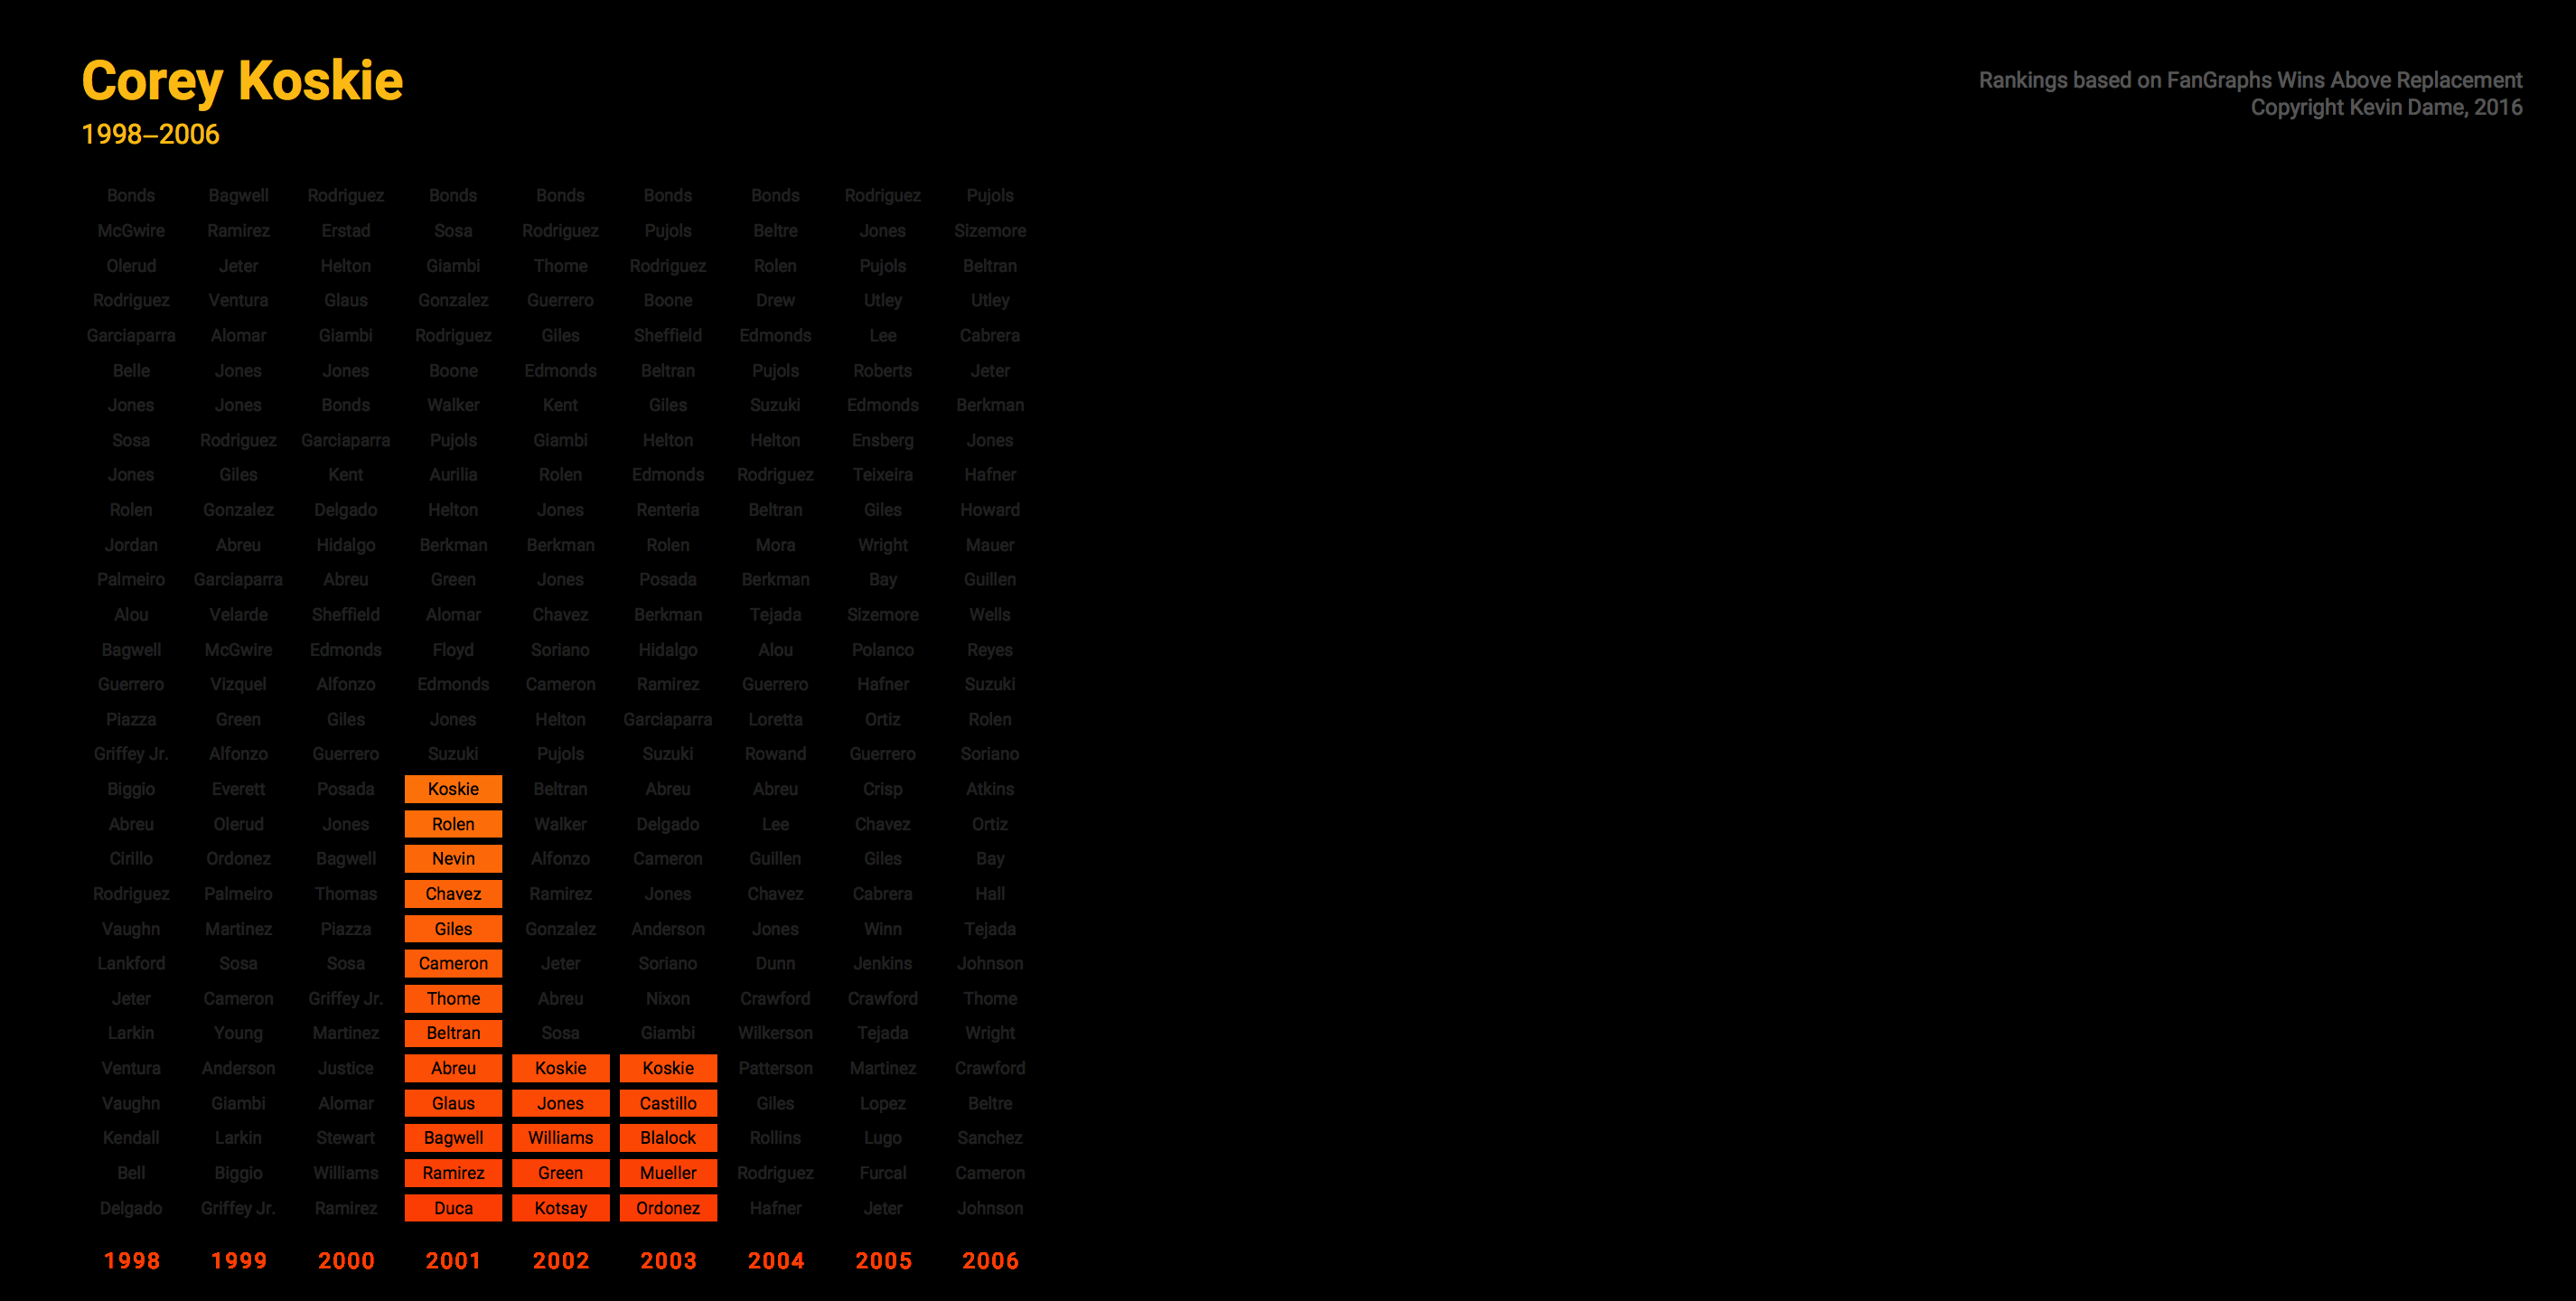 Corey Koskie
1998–2006
Rankings based on FanGraphs Wins Above Replacement
Copyright Kevin Dame, 2016
Bonds Bagwell Rodriguez Bonds Bonds Bonds Bonds Rodriguez Pujols
McGwire Ramirez Erstad Sosa Rodriguez Pujols Beltre Jones Sizemore
Olerud Jeter Helton Giambi Thome Rodriguez Rolen Pujols Beltran
Rodriguez Ventura Glaus Gonzalez Guerrero Boone Drew Utley Utley
Garciaparra Alomar Giambi Rodriguez Giles Sheffield Edmonds Lee Cabrera
Belle Jones Jones Boone Edmonds Beltran Pujols Roberts Jeter
Jones Jones Bonds Walker Kent Giles Suzuki Edmonds Berkman
Sosa Rodriguez Garciaparra Pujols Giambi Helton Helton Ensberg Jones
Jones Giles Kent Aurilia Rolen Edmonds Rodriguez Teixeira Hafner
Rolen Gonzalez Delgado Helton Jones Renteria Beltran Giles Howard
Jordan Abreu Hidalgo Berkman Berkman Rolen Mora Wright Mauer
Palmeiro Garciaparra Abreu Green Jones Posada Berkman Bay Guillen
Alou Velarde Sheffield Alomar Chavez Berkman Tejada Sizemore Wells
Bagwell McGwire Edmonds Floyd Soriano Hidalgo Alou Polanco Reyes
Guerrero Vizquel Alfonzo Edmonds Cameron Ramirez Guerrero Hafner Suzuki
Piazza Green Giles Jones Helton Garciaparra Loretta Ortiz Rolen
Griffey Jr. Alfonzo Guerrero Suzuki Pujols Suzuki Rowand Guerrero Soriano
Biggio Everett Posada Koskie Beltran Abreu Abreu Crisp Atkins
Abreu Olerud Jones Rolen Walker Delgado Lee Chavez Ortiz
Cirillo Ordonez Bagwell Nevin Alfonzo Cameron Guillen Giles Bay
Rodriguez Palmeiro Thomas Chavez Ramirez Jones Chavez Cabrera Hall
Vaughn Martinez Piazza Giles Gonzalez Anderson Jones Winn Tejada
Lankford Sosa Sosa Cameron Jeter Soriano Dunn Jenkins Johnson
Jeter Cameron Griffey Jr. Thome Abreu Nixon Crawford Crawford Thome
Larkin Young Martinez Beltran Sosa Giambi Wilkerson Tejada Wright
Ventura Anderson Justice Abreu Koskie Koskie Patterson Martinez Crawford
Vaughn Giambi Alomar Glaus Jones Castillo Giles Lopez Beltre
Kendall Larkin Stewart Bagwell Williams Blalock Rollins Lugo Sanchez
Bell Biggio Williams Ramirez Green Mueller Rodriguez Furcal Cameron
Delgado Griffey Jr. Ramirez Duca Kotsay Ordonez Hafner Jeter Johnson
1998 1999 2000 2001 2002 2003 2004 2005 2006